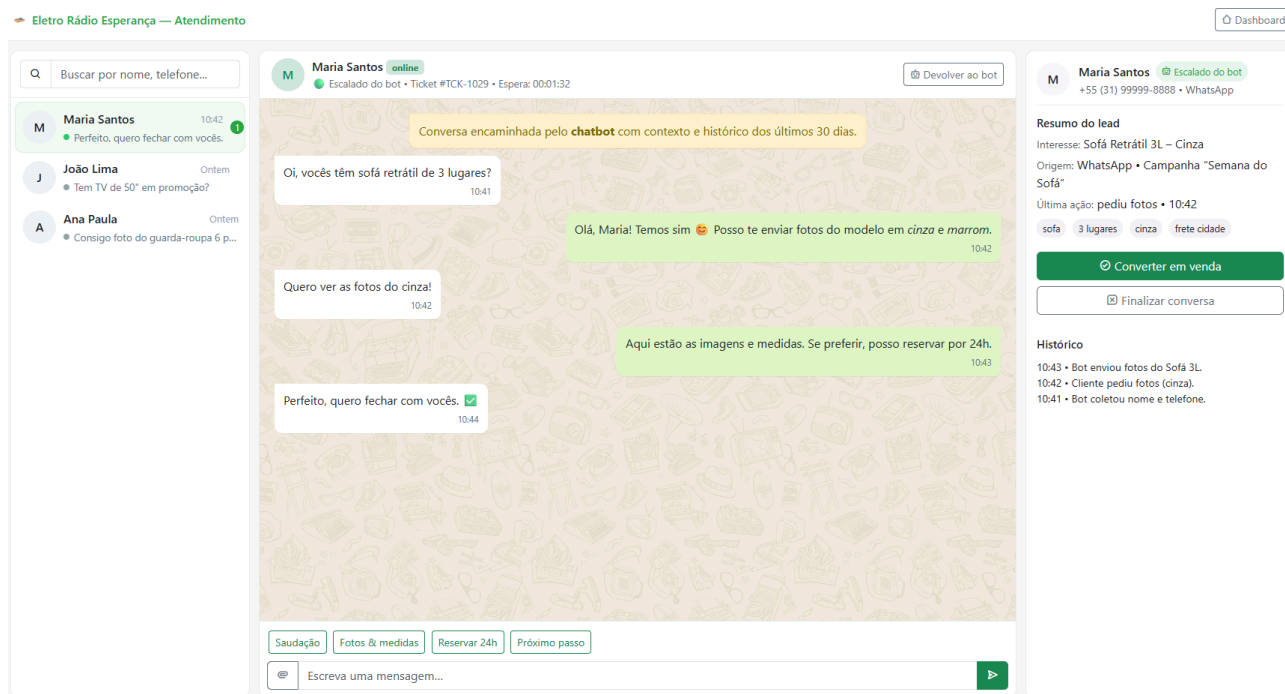 Eletro Rádio Esperança — Atendimento
Dashboard
Buscar por nome, telefone...
M
Maria Santos
10:42
Perfeito, quero fechar com vocês.
1
J
João Lima
Ontem
Tem TV de 50" em promoção?
A
Ana Paula
Ontem
Consigo foto do guarda-roupa 6 p...
M
Maria Santos online
Escalado do bot • Ticket #TCK-1029 • Espera: 00:01:32
Devolver ao bot
Conversa encaminhada pelo chatbot com contexto e histórico dos últimos 30 dias.
Oi, vocês têm sofá retrátil de 3 lugares?
10:41
Olá, Maria! Temos sim 😊 Posso te enviar fotos do modelo em cinza e marrom.
10:42
Quero ver as fotos do cinza!
10:42
Aqui estão as imagens e medidas. Se preferir, posso reservar por 24h.
10:43
Perfeito, quero fechar com vocês. ✅
10:44
Saudação
Fotos & medidas
Reservar 24h
Próximo passo
Escreva uma mensagem...
M
Maria Santos
Escalado do bot
+55 (31) 99999-8888 • WhatsApp
Resumo do lead
Interesse: Sofá Retrátil 3L – Cinza
Origem: WhatsApp • Campanha “Semana do
Sofá”
Última ação: pediu fotos • 10:42
sofa
3 lugares
cinza
frete cidade
Converter em venda
Finalizar conversa
Histórico
10:43 • Bot enviou fotos do Sofá 3L.
10:42 • Cliente pediu fotos (cinza).
10:41 • Bot coletou nome e telefone.